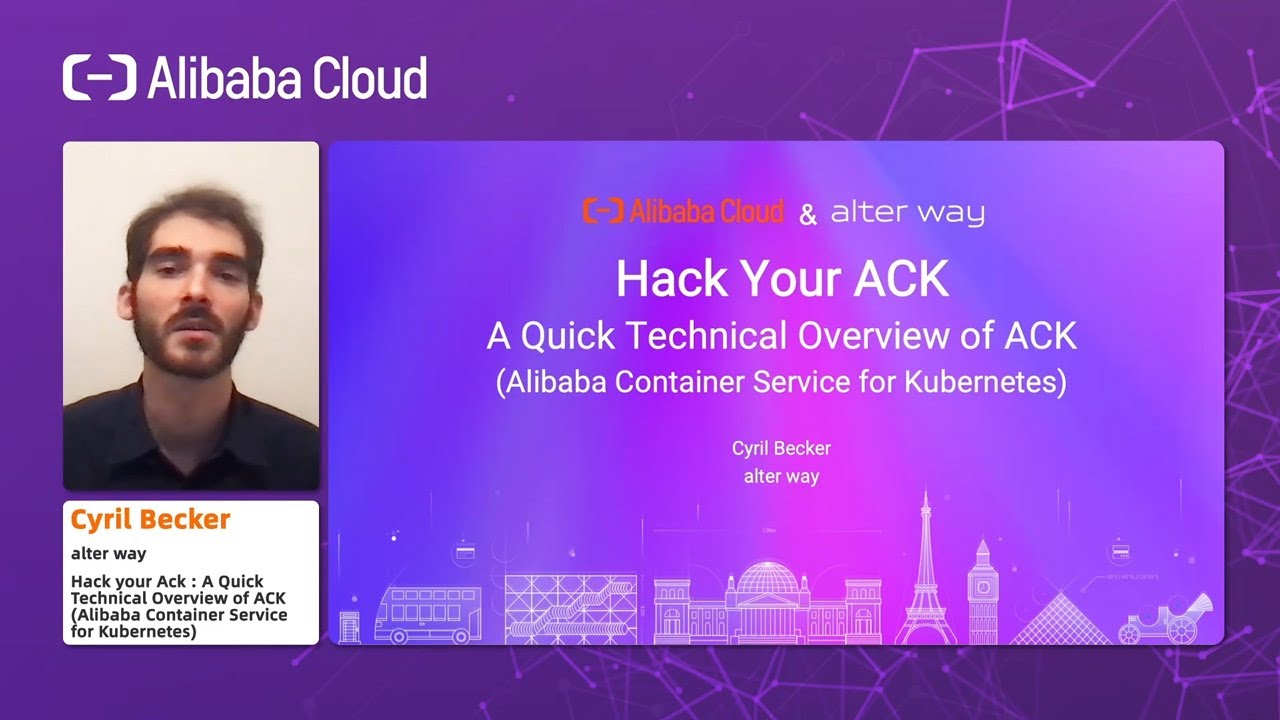 Alibaba Cloud
Alibaba Cloud & alter way
Hack Your ACK
A Quick Technical Overview of ACK
(Alibaba Container Service for Kubernetes)
Cyril Becker
alter way
Cyril Becker
alter way
Hack your Ack : A Quick
Technical Overview of ACK
(Alibaba Container Service
for Kubernetes)